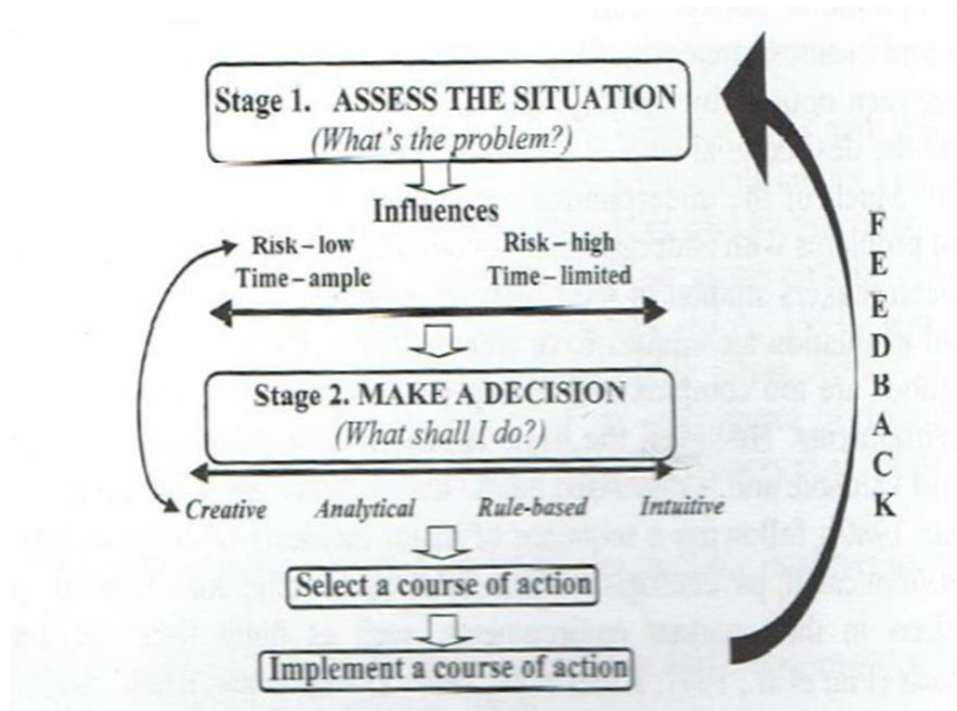 Stage 1. ASSESS THE SITUATION
(What's the problem?)
Influences
Risk – low Risk – high
Time – ample Time – limited
Stage 2. MAKE A DECISION
(What shall I do?)
Creative Analytical Rule-based Intuitive
Select a course of action
Implement a course of action
FEEDBACK